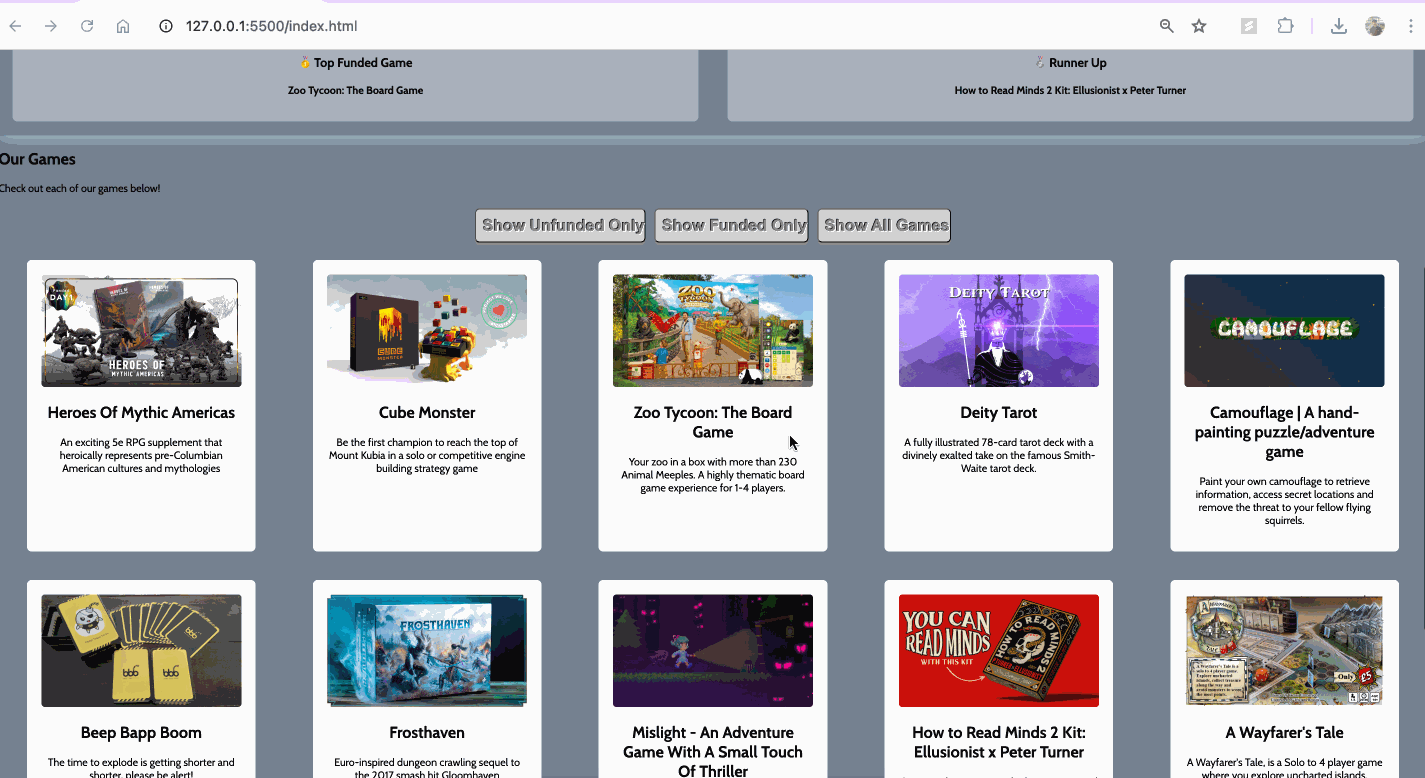 127.0.0.1:5500/index.html
🥇 Top Funded Game
Zoo Tycoon: The Board Game
🥈 Runner Up
How to Read Minds 2 Kit: Ellusionist x Peter Turner
Our Games
Check out each of our games below!
Show Unfunded Only
Show Funded Only
Show All Games
DAY1
HEROES OF
MYTHIC AMERICAS
Heroes Of Mythic Americas
An exciting 5e RPG supplement that
heroically represents pre-Columbian
American cultures and mythologies
CUBE
MONSTER
Cube Monster
Be the first champion to reach the top of
Mount Kubia in a solo or competitive engine
building strategy game
ZOO
TYCOON
Zoo Tycoon: The Board
Game
Your zoo in a box with more than 230
Animal Meeples. A highly thematic board
game experience for 1-4 players.
DEITY TAROT
Deity Tarot
A fully illustrated 78-card tarot deck with a
divinely exalted take on the famous Smith-
Waite tarot deck.
CAMOUFLAGE
Camouflage | A hand-
painting puzzle/adventure
game
Paint your own camouflage to retrieve
information, access secret locations and
remove the threat to your fellow flying
squirrels.
Beep Bapp Boom
The time to explode is getting shorter and
shorter, please be alert!
FROSTHAVEN
Frosthaven
Euro-inspired dungeon crawling sequel to
the 2017 smash hit Gloomhaven
Mislight - An Adventure
Game With A Small Touch
Of Thriller
YOU CAN
READ MINDS
WITH THIS KIT
HOW TO READ MINDS 2
How to Read Minds 2 Kit:
Ellusionist x Peter Turner
Only
£5
A Wayfarer's Tale
A Wayfarer's Tale, is a Solo to 4 player game
where you explore uncharted islands,